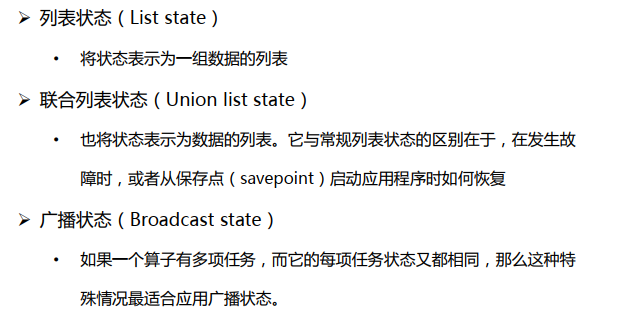 ➢ 列表状态（List state）
• 将状态表示为一组数据的列表
➢ 联合列表状态（Union list state）
• 也将状态表示为数据的列表。它与常规列表状态的区别在于，在发生故
障时，或者从保存点（savepoint）启动应用程序时如何恢复
➢ 广播状态（Broadcast state）
• 如果一个算子有多项任务，而它的每项任务状态又都相同，那么这种特
殊情况最适合应用广播状态。